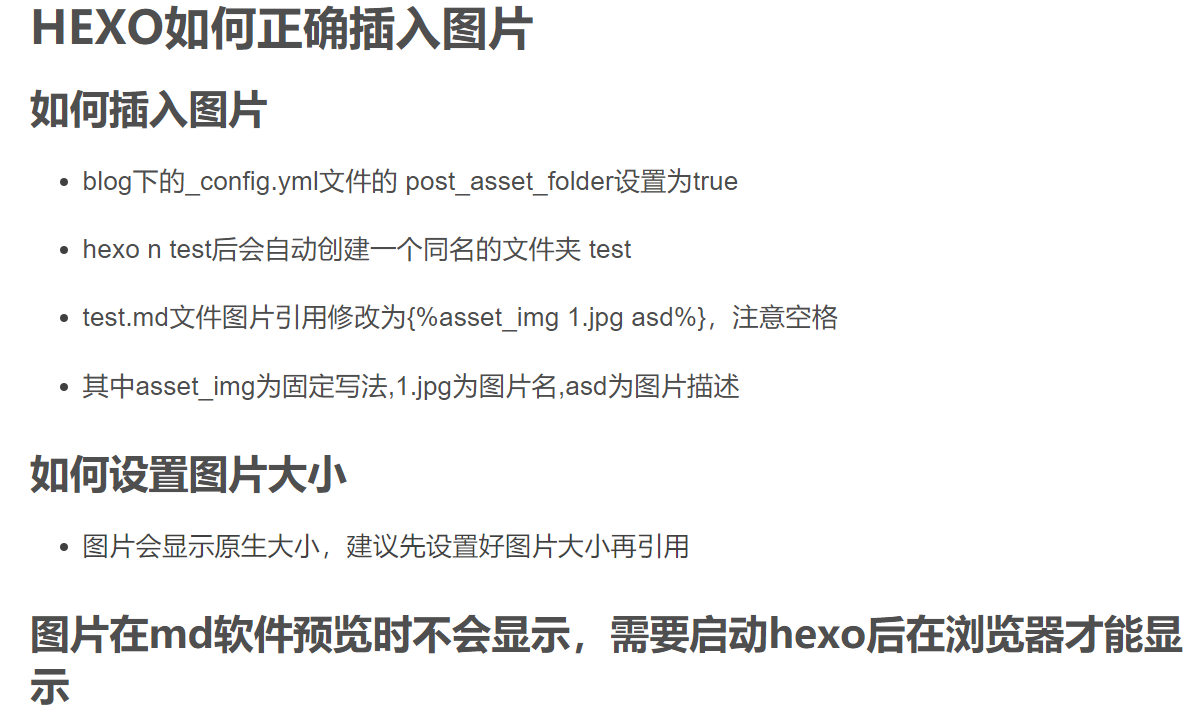 HEXO如何正确插入图片
如何插入图片
• blog下的_config.yml文件的 post_asset_folder设置为true
• hexo n test后会自动创建一个同名的文件夹 test
• test.md文件图片引用修改为{%asset_img 1.jpg asd%}，注意空格
• 其中asset_img为固定写法,1.jpg为图片名,asd为图片描述
如何设置图片大小
• 图片会显示原生大小，建议先设置好图片大小再引用
图片在md软件预览时不会显示，需要启动hexo后在浏览器才能显
示